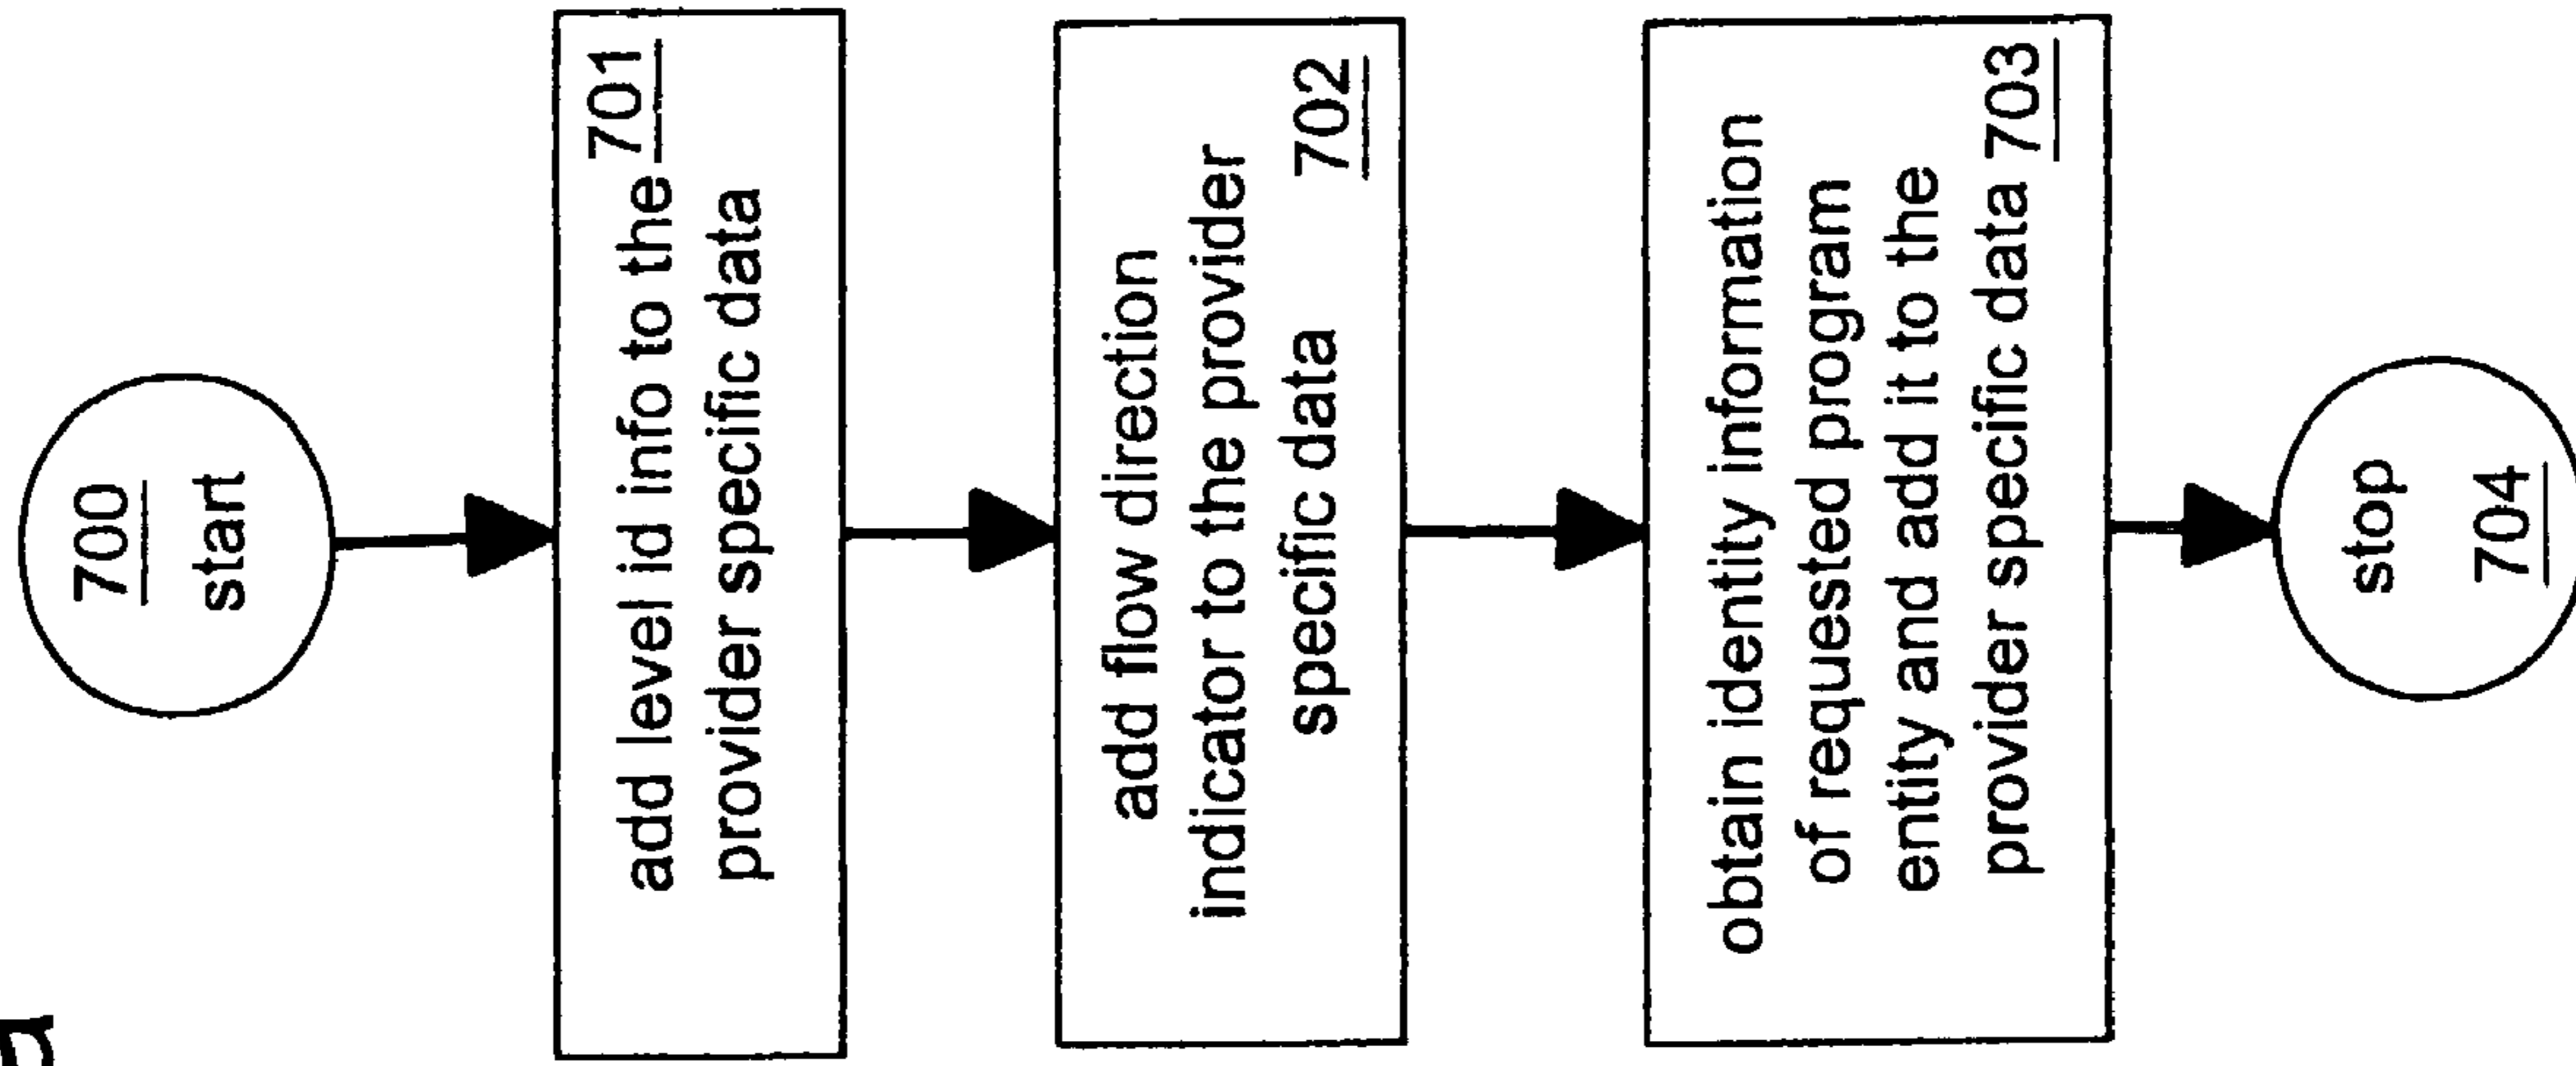 700
start
add level id info to the 701
provider specific data
add flow direction
indicator to the provider
specific data 702
obtain identity information
of requested program
entity and add it to the
provider specific data 703
stop
704